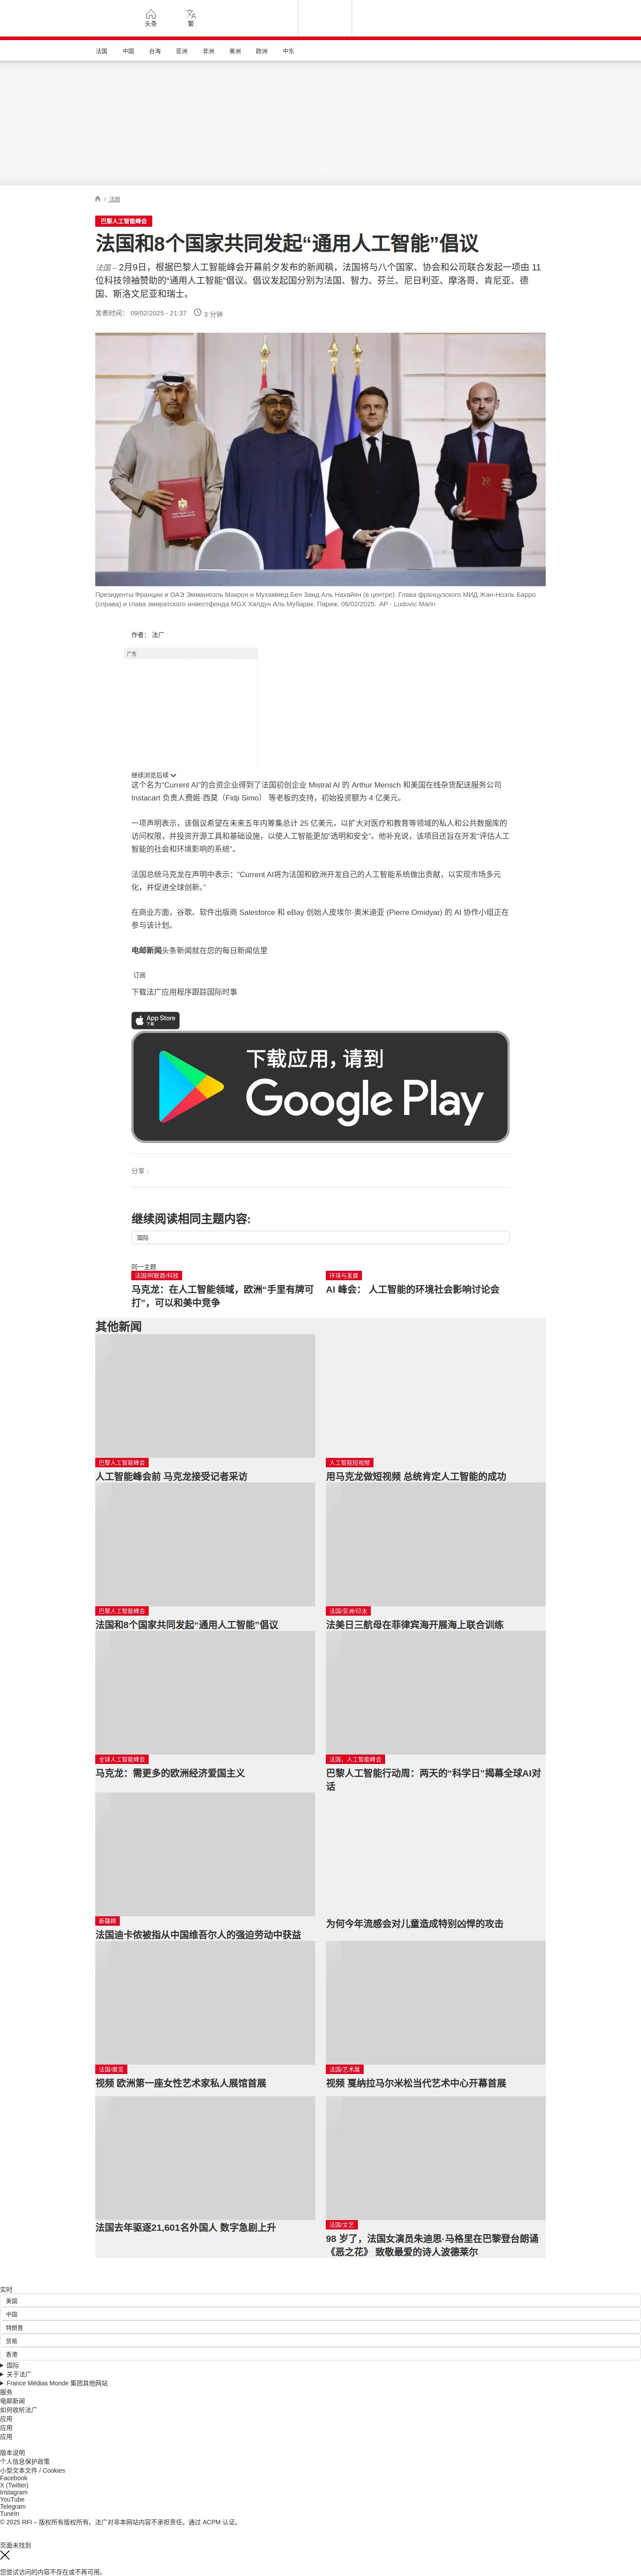 头条
繁
法国
中国
台海
亚洲
非洲
美洲
欧洲
中东
/ 法国
巴黎人工智能峰会
法国和8个国家共同发起“通用人工智能”倡议
法国 – 2月9日，根据巴黎人工智能峰会开幕前夕发布的新闻稿，法国将与八个国家、协会和公司联合发起一项由 11
位科技领袖赞助的“通用人工智能”倡议。倡议发起国分别为法国、智力、芬兰、尼日利亚、摩洛哥、肯尼亚、德
国、斯洛文尼亚和瑞士。
发表时间： 09/02/2025 - 21:37 3 分钟
Президенты Франции и ОАЭ Эмманюэль Макрон и Мухаммед Бен Заид Аль Нахайян (в центре). Глава французского МИД Жан-Ноэль Барро
(справа) и глава эмиратского инвестфонда MGX Халдун Аль Мубарак. Париж, 06/02/2025. AP - Ludovic Marin
作者： 法广
广告
继续浏览后续
这个名为“Current AI”的合资企业得到了法国初创企业 Mistral AI 的 Arthur Mensch 和美国在线杂货配送服务公司
Instacart 负责人费姬·西莫（Fidji Simo） 等老板的支持，初始投资额为 4 亿美元。
一项声明表示，该倡议希望在未来五年内筹集总计 25 亿美元，以扩大对医疗和教育等领域的私人和公共数据库的
访问权限，并投资开源工具和基础设施，以使人工智能更加“透明和安全”。他补充说，该项目还旨在开发“评估人工
智能的社会和环境影响的系统”。
法国总统马克龙在声明中表示：“Current AI将为法国和欧洲开发自己的人工智能系统做出贡献，以实现市场多元
化，并促进全球创新。”
在商业方面，谷歌、软件出版商 Salesforce 和 eBay 创始人皮埃尔·奥米迪亚 (Pierre Omidyar) 的 AI 协作小组正在
参与该计划。
电邮新闻头条新闻就在您的每日新闻信里
订阅
下载法广应用程序跟踪国际时事
App Store
下载
下载应用，请到
Google Play
分享 :
继续阅读相同主题内容:
国际
同一主题
法国/阿联酋/科技
马克龙：在人工智能领域，欧洲“手里有牌可
打”，可以和美中竞争
环境与发展
AI 峰会： 人工智能的环境社会影响讨论会
其他新闻
巴黎人工智能峰会
人工智能峰会前 马克龙接受记者采访
人工智能短视频
用马克龙做短视频 总统肯定人工智能的成功
巴黎人工智能峰会
法国和8个国家共同发起“通用人工智能”倡议
法国/亚洲/印太
法美日三航母在菲律宾海开展海上联合训练
全球人工智能峰会
马克龙：需更多的欧洲经济爱国主义
法国，人工智能峰会
巴黎人工智能行动周：两天的“科学日”揭幕全球AI对
话
新疆棉
法国迪卡侬被指从中国维吾尔人的强迫劳动中获益
为何今年流感会对儿童造成特别凶悍的攻击
法国/展览
视频 欧洲第一座女性艺术家私人展馆首展
法国/艺术展
视频 戛纳拉马尔米松当代艺术中心开幕首展
法国去年驱逐21,601名外国人 数字急剧上升
法国/文艺
98 岁了，法国女演员朱迪思·马格里在巴黎登台朗诵
《恶之花》 致敬最爱的诗人波德莱尔
实时
美国
中国
特朗普
贸易
香港
国际
关于法广
France Médias Monde 集团其他网站
服务
电邮新闻
如何收听法广
应用
应用
应用
版本说明
个人信息保护政策
小型文本文件 / Cookies
Facebook
X (Twitter)
Instagram
YouTube
Telegram
TuneIn
© 2025 RFI – 版权所有版权所有。法广对非本网站内容不承担责任。通过 ACPM 认证。
页面未找到
您尝试访问的内容不存在或不再可用。